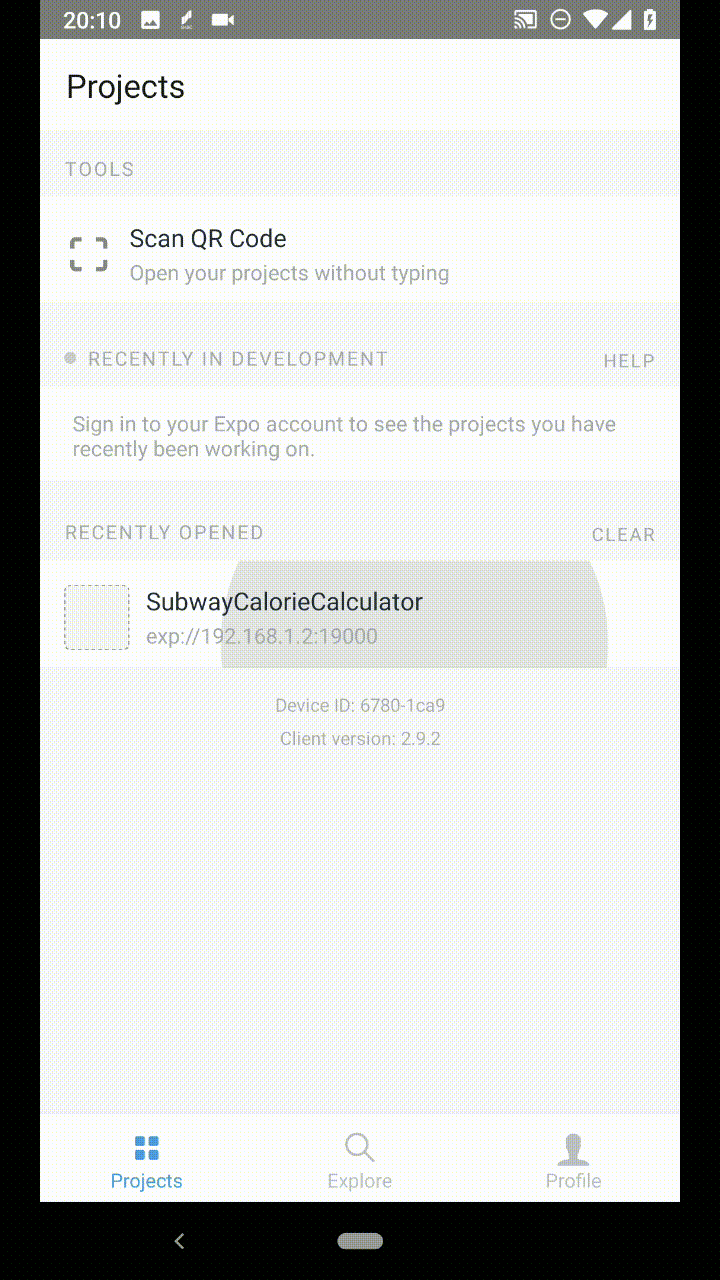 20:10
Projects
TOOLS
Scan QR Code
Open your projects without typing
RECENTLY IN DEVELOPMENT
HELP
Sign in to your Expo account to see the projects you have
recently been working on.
RECENTLY OPENED
CLEAR
SubwayCalorieCalculator
exp://192.168.1.2:19000
Device ID: 6780-1ca9
Client version: 2.9.2
Projects
Explore
Profile